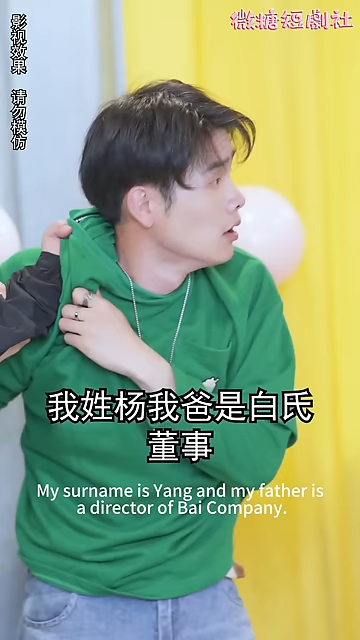 微糖短劇社
影视效果 请勿模仿
我姓杨我爸是白氏
董事
My surname is Yang and my father is
a director of Bai Company.